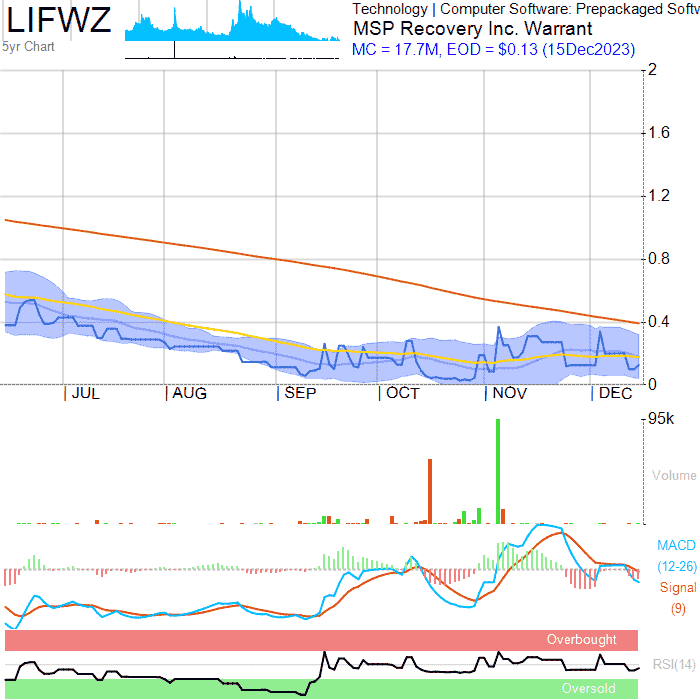 LIFWZ
5yr Chart
Technology | Computer Software: Prepackaged Softw
MSP Recovery Inc. Warrant
MC = 17.7M, EOD = $0.13 (15Dec2023)
2
1.6
1.2
0.8
0.4
0
JUL AUG SEP OCT NOV DEC
95k
Volume
MACD
(12-26)
Signal
(9)
Overbought
RSI(14)
Oversold